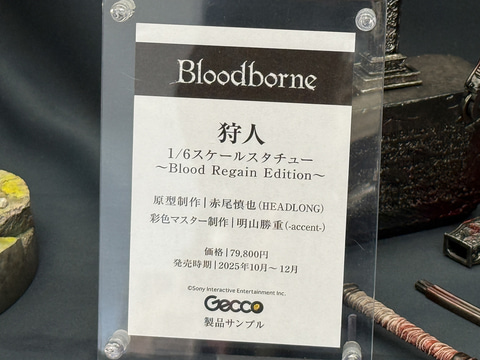 Bloodborne
狩人
1/6スケールスタチュー
～Blood Regain Edition～
原型制作｜赤尾慎也(HEADLONG)
彩色マスター制作｜明山勝重(-accent-)
価格｜79,800円
発売時期｜2025年10月～12月
©Sony Interactive Entertainment Inc.
Gecco
製品サンプル